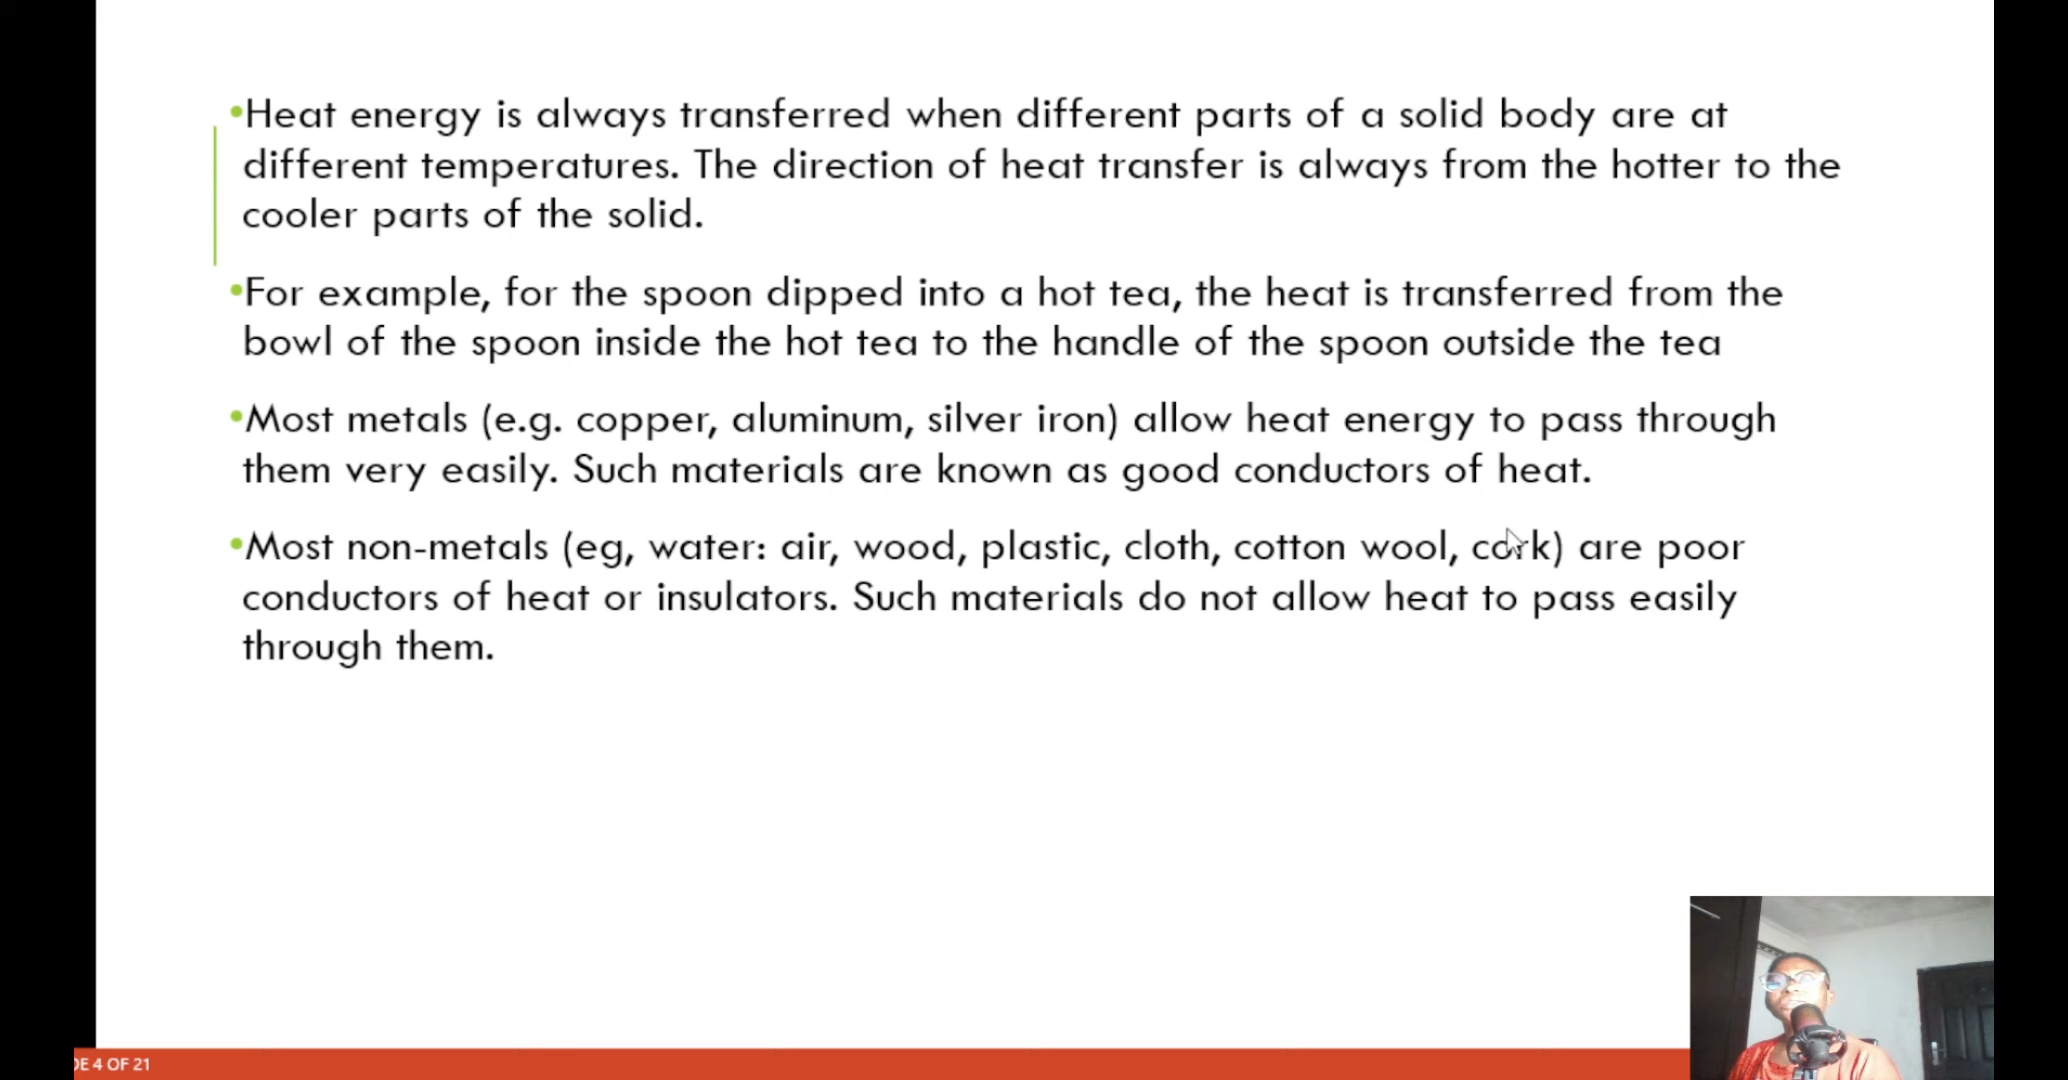 •Heat energy is always transferred when different parts of a solid body are at
different temperatures. The direction of heat transfer is always from the hotter to the
cooler parts of the solid.
•For example, for the spoon dipped into a hot tea, the heat is transferred from the
bowl of the spoon inside the hot tea to the handle of the spoon outside the tea
•Most metals (e.g. copper, aluminum, silver iron) allow heat energy to pass through
them very easily. Such materials are known as good conductors of heat.
•Most non-metals (eg, water: air, wood, plastic, cloth, cotton wool, cork) are poor
conductors of heat or insulators. Such materials do not allow heat to pass easily
through them.
DE 4 OF 21